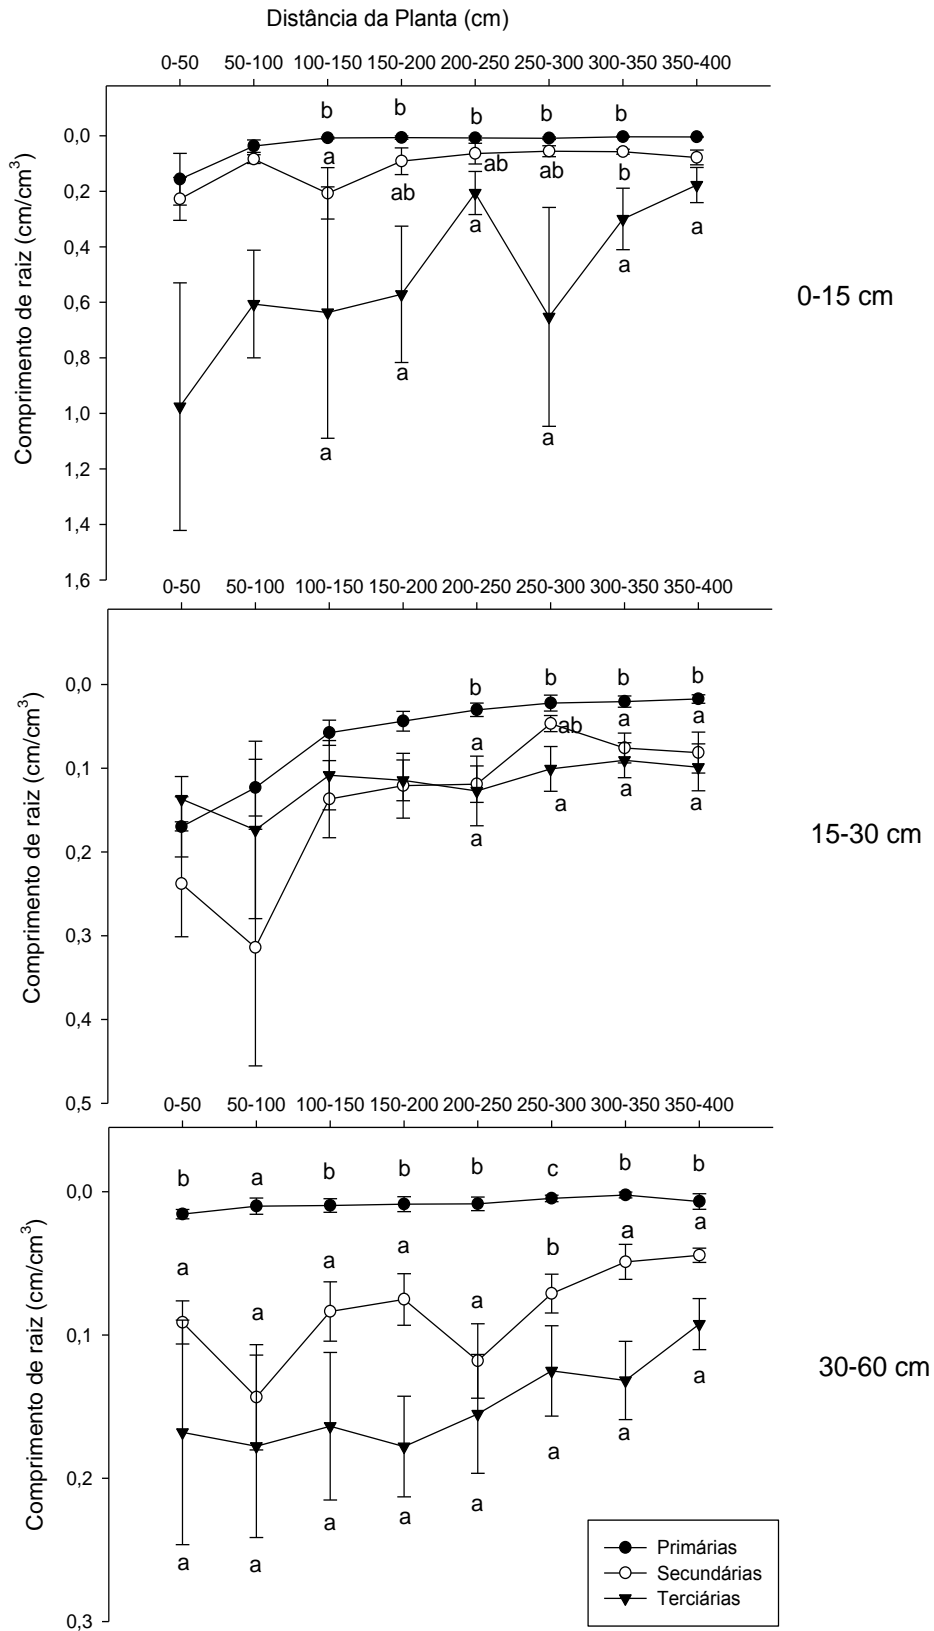 Distância da Planta (cm)
0-50 50-100 100-150 150-200 200-250 250-300 300-350 350-400
b b b b b
0,0
a ab ab ab b
0,2
a a a
0,4
0,6
0,8
a
1,0
a a
1,2
1,4
1,6
Comprimento de raiz (cm/cm³)
0-15 cm
0-50 50-100 100-150 150-200 200-250 250-300 300-350 350-400
b b b b
0,0
a ab a a
0,1
a a a a
0,2
0,3
0,4
0,5
Comprimento de raiz (cm/cm³)
15-30 cm
0-50 50-100 100-150 150-200 200-250 250-300 300-350 350-400
b a b b b c b b
0,0
a a a a a b a a
0,1
a a a
0,2
a a a a a
0,3
Comprimento de raiz (cm/cm³)
30-60 cm
Primárias
Secundárias
Terciárias